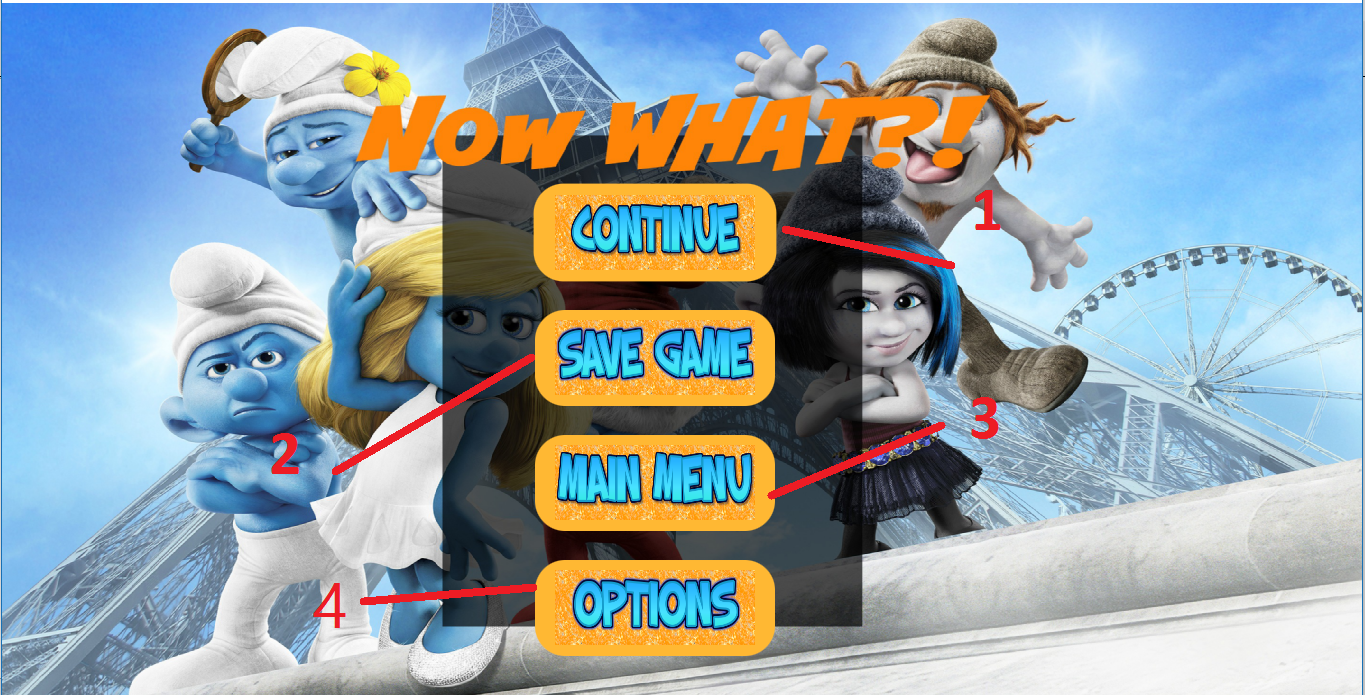 Now WHAT?!
CONTINUE
1
SAVE GAME
2
3
MAIN MENU
4
OPTIONS